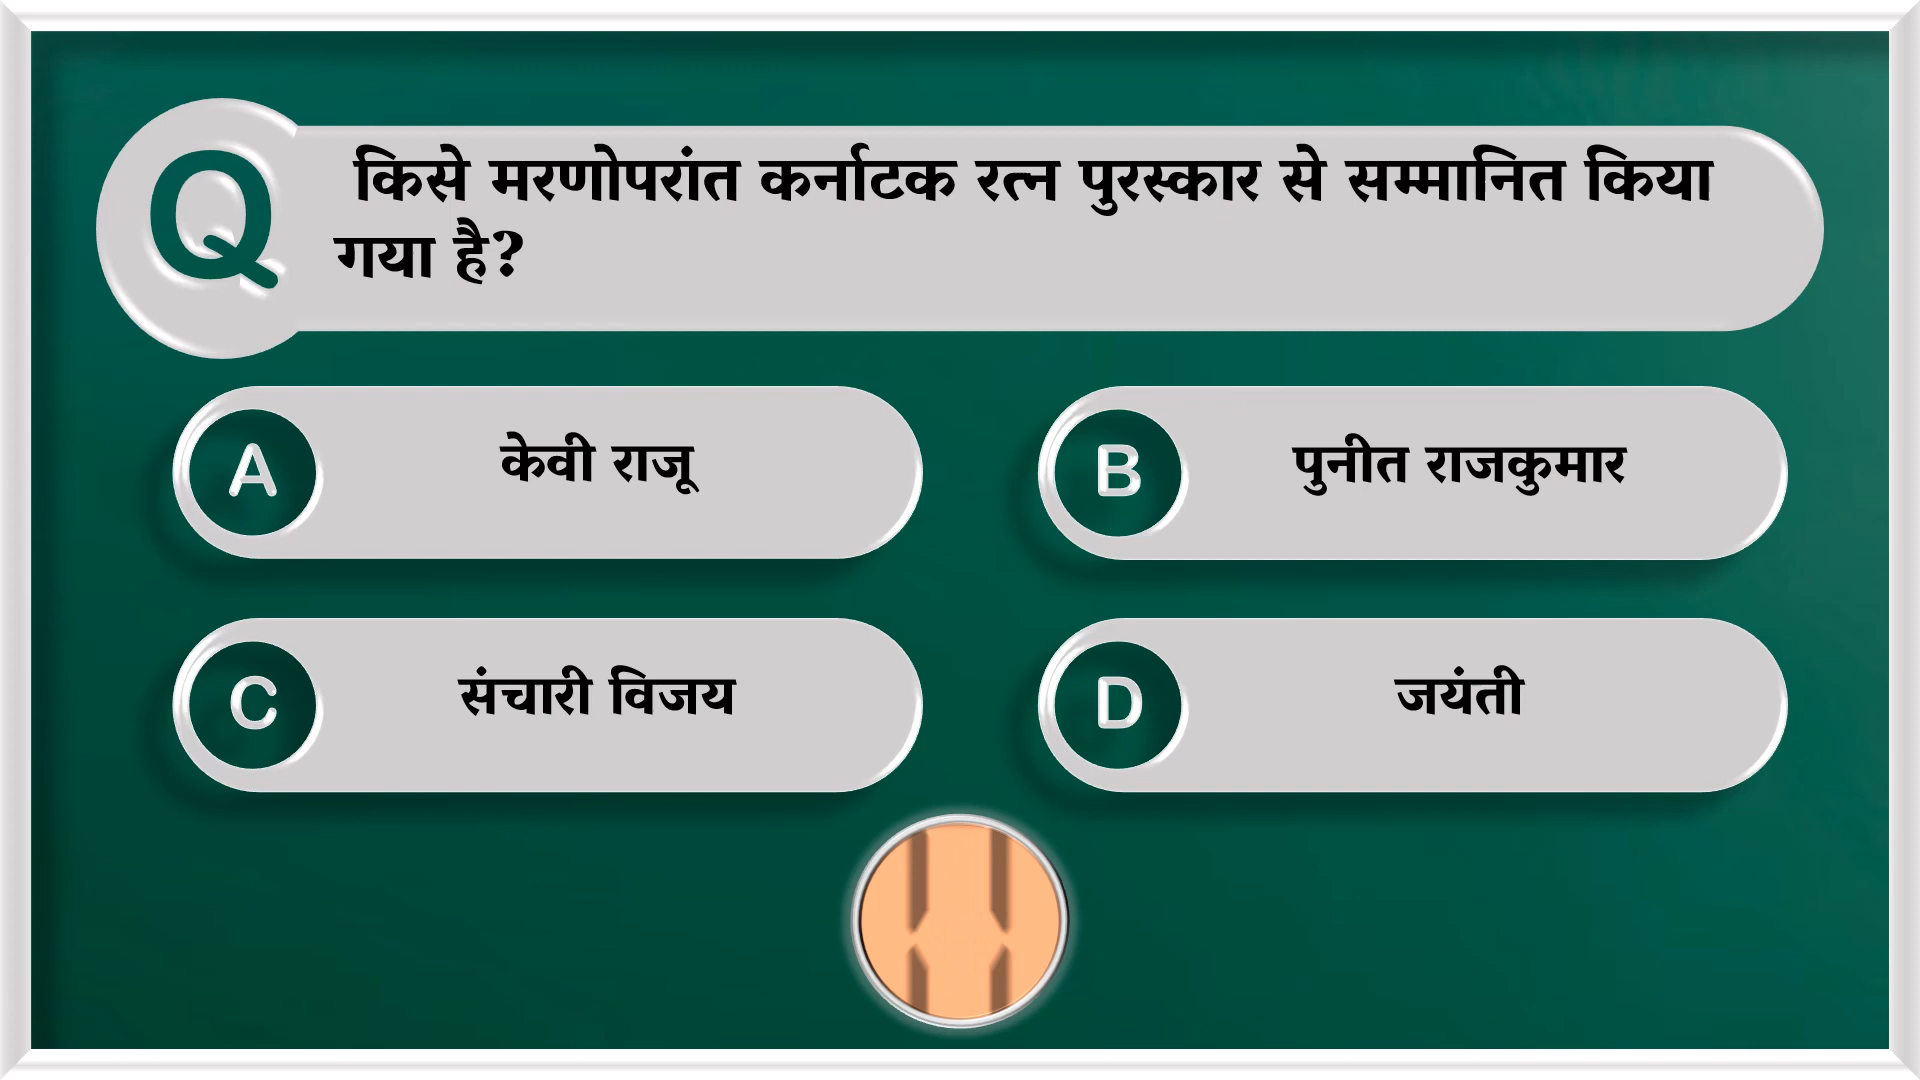 Q
किसे मरणोपरांत कर्नाटक रत्न पुरस्कार से सम्मानित किया
गया है?
A केवी राजू
B पुनीत राजकुमार
C संचारी विजय
D जयंती